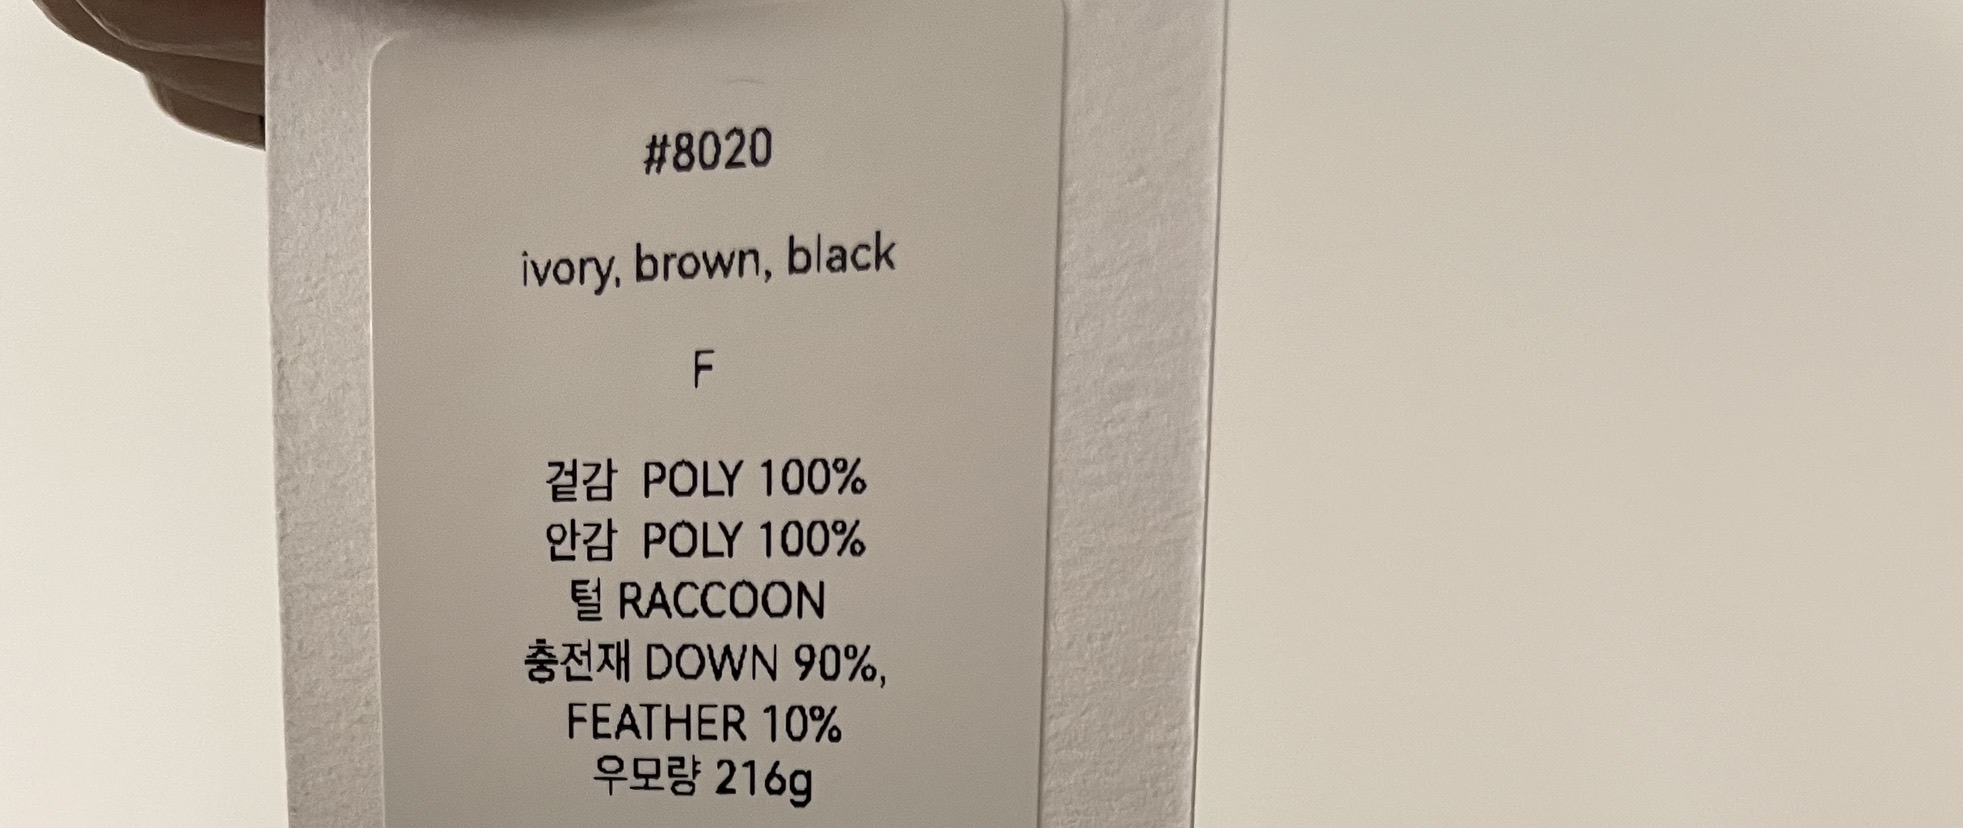 #8020
ivory, brown, black
F
겉감 POLY 100%
안감 POLY 100%
털 RACCOON
충전재 DOWN 90%,
FEATHER 10%
우모량 216g